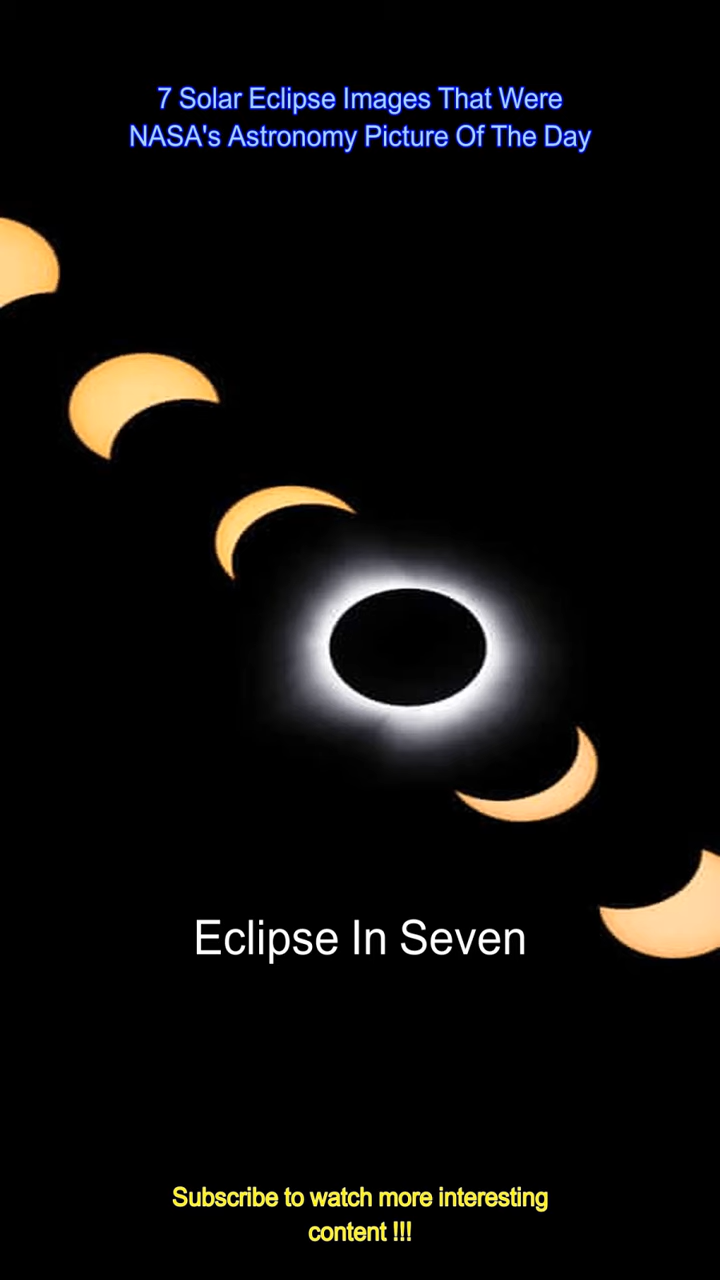 7 Solar Eclipse Images That Were
NASA's Astronomy Picture Of The Day
Eclipse In Seven
Subscribe to watch more interesting
content !!!